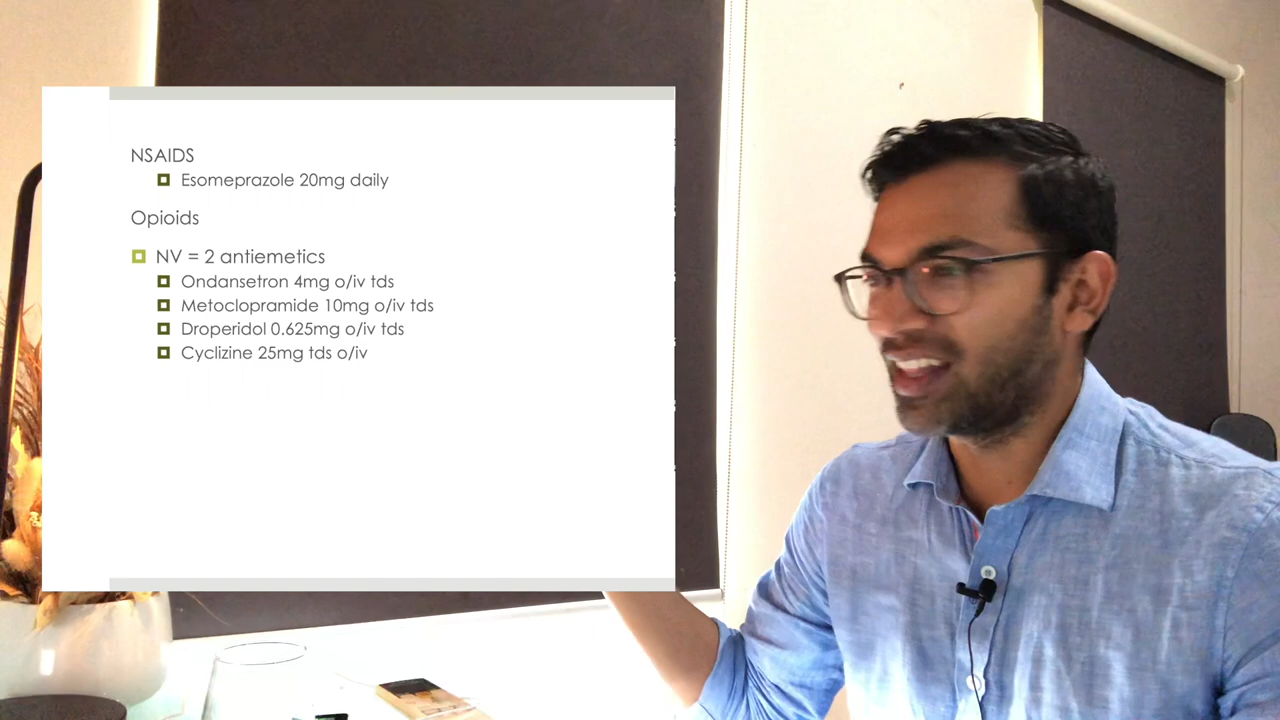 NSAIDS
Esomeprazole 20mg daily
Opioids
NV = 2 antiemetics
Ondansetron 4mg o/iv tds
Metoclopramide 10mg o/iv tds
Droperidol 0.625mg o/iv tds
Cyclizine 25mg tds o/iv